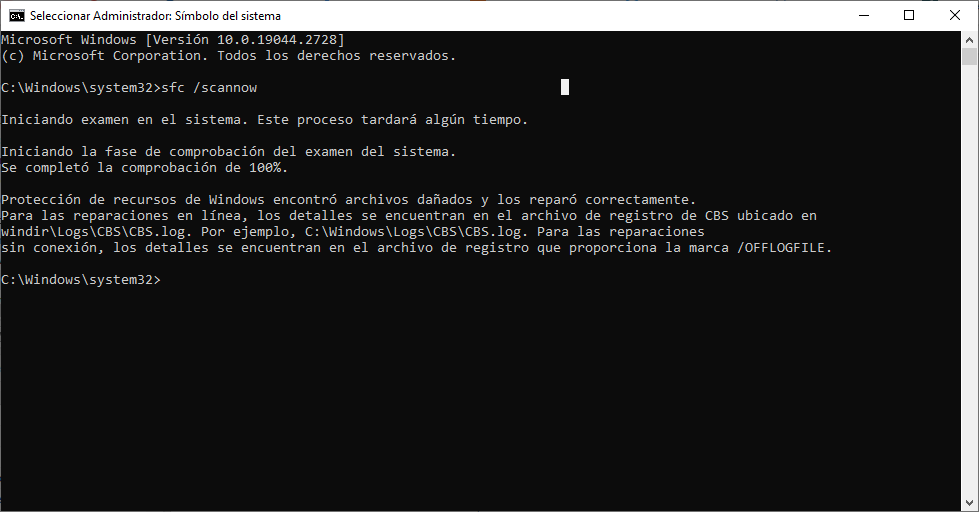 Seleccionar Administrador: Símbolo del sistema
Microsoft Windows [Versión 10.0.19044.2728]
(c) Microsoft Corporation. Todos los derechos reservados.
C:\Windows\system32>sfc /scannow
Iniciando examen en el sistema. Este proceso tardará algún tiempo.
Iniciando la fase de comprobación del examen del sistema.
Se completó la comprobación de 100%.
Protección de recursos de Windows encontró archivos dañados y los reparó correctamente.
Para las reparaciones en línea, los detalles se encuentran en el archivo de registro de CBS ubicado en
windir\Logs\CBS\CBS.log. Por ejemplo, C:\Windows\Logs\CBS\CBS.log. Para las reparaciones
sin conexión, los detalles se encuentran en el archivo de registro que proporciona la marca /OFFLOGFILE.
C:\Windows\system32>